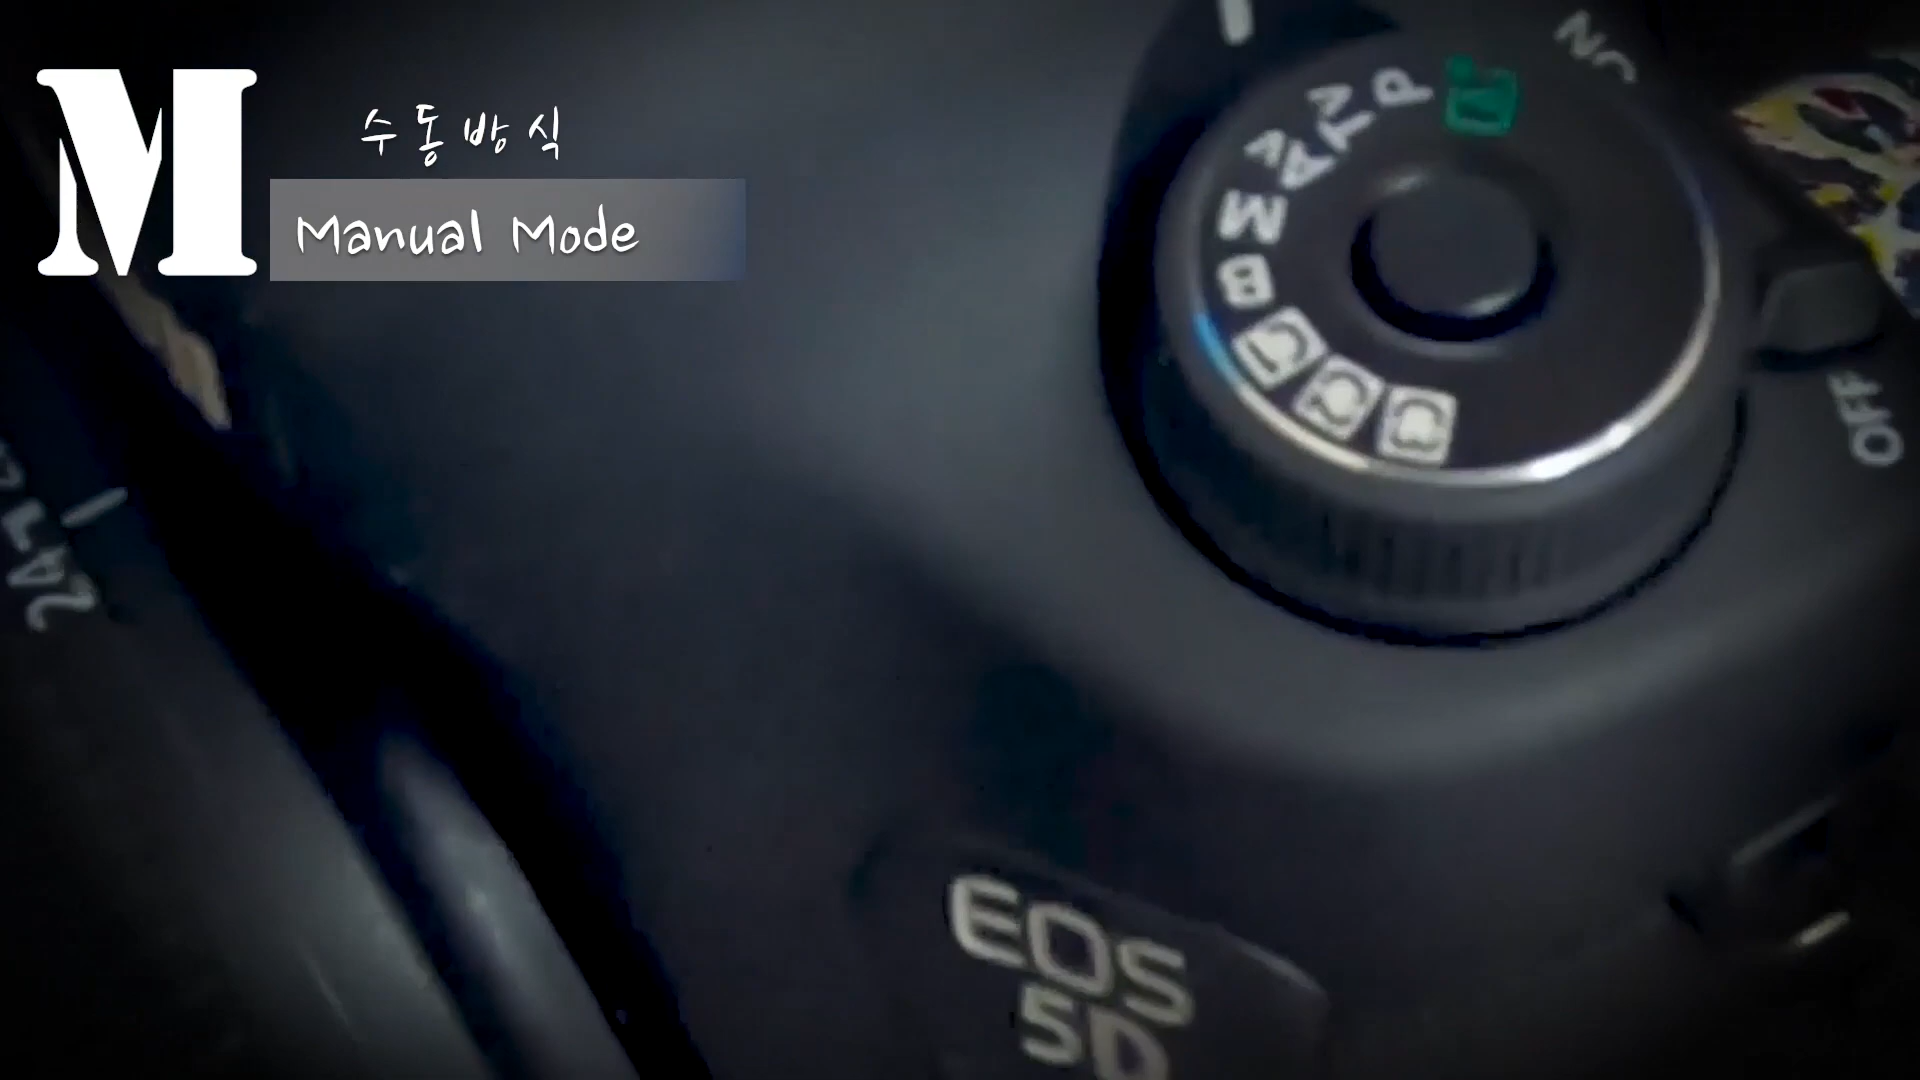 M
수동방식
Manual Mode
P
Tv
Av
M
B
OFF
EOS
5D